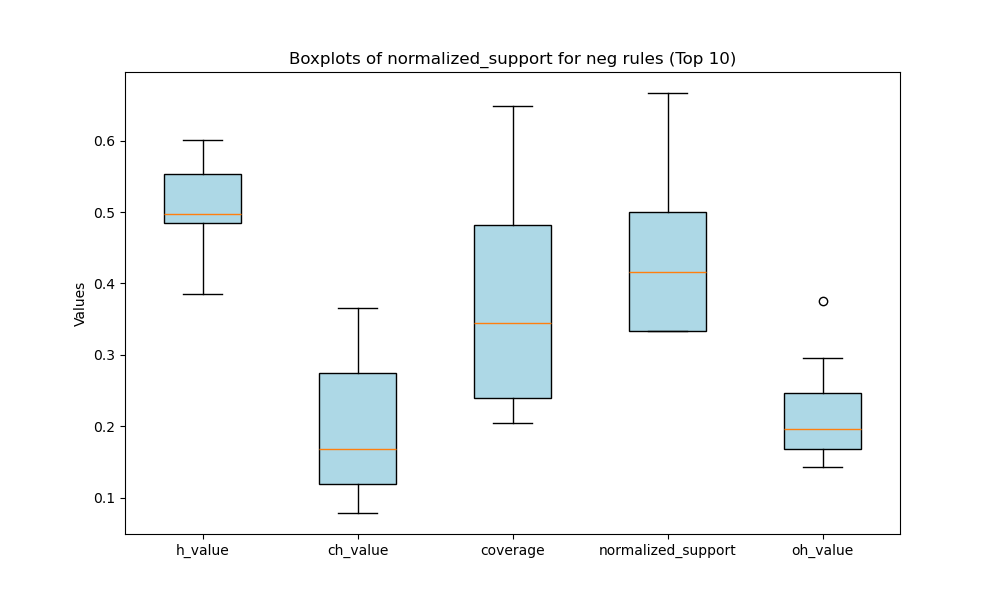 Boxplots of normalized_support for neg rules (Top 10)
Values
0.6
0.5
0.4
0.3
0.2
0.1
h_value
ch_value
coverage
normalized_support
oh_value